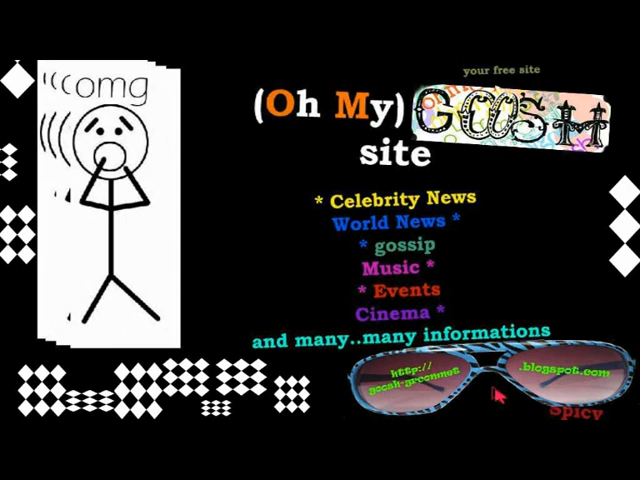 omg
your free site
(Oh My) GOOSH
site
* Celebrity News
World News *
* gossip
Music *
* Events
Cinema *
and many..many informations
http://
.blogspot.com
Spicy